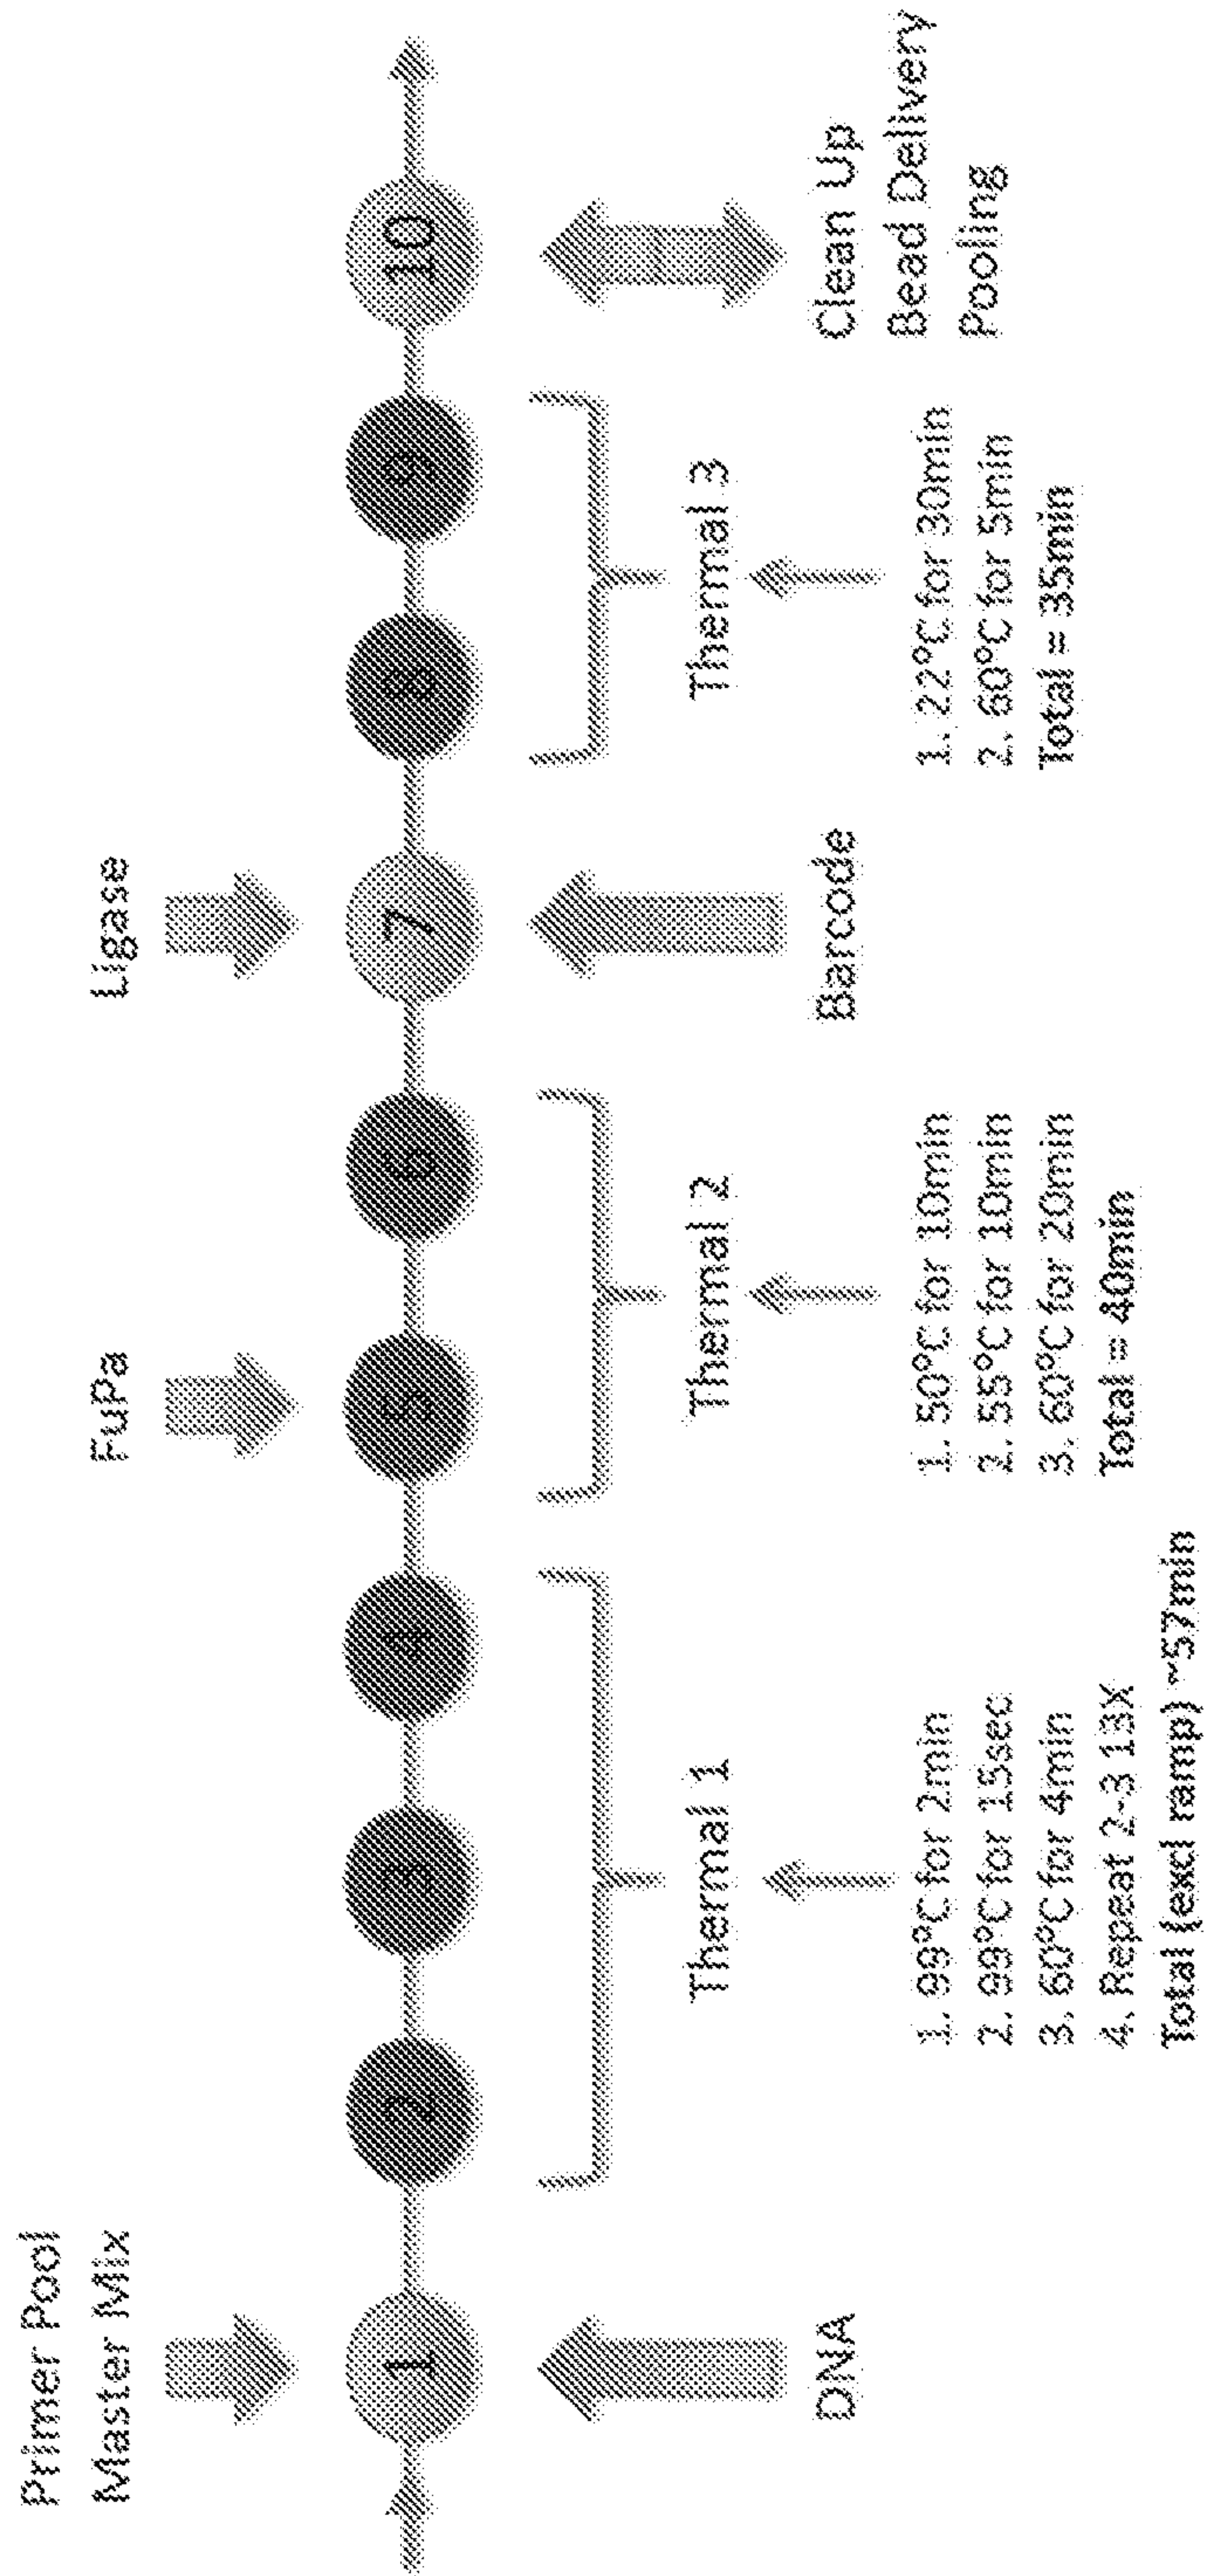 Primer Pool
Master Mix
FuPa
Ligase
1
2
3
4
5
6
7
8
9
10
DNA
Thermal 1
1. 99°C for 2min
2. 99°C for 15sec
3. 60°C for 4min
4. Repeat 2-3 13X
Total (excl ramp) ~57min
Thermal 2
1. 50°C for 10min
2. 55°C for 10min
3. 60°C for 20min
Total = 40min
Barcode
Thermal 3
1. 22°C for 30min
2. 60°C for 5min
Total = 35min
Clean Up
Bead Delivery
Pooling